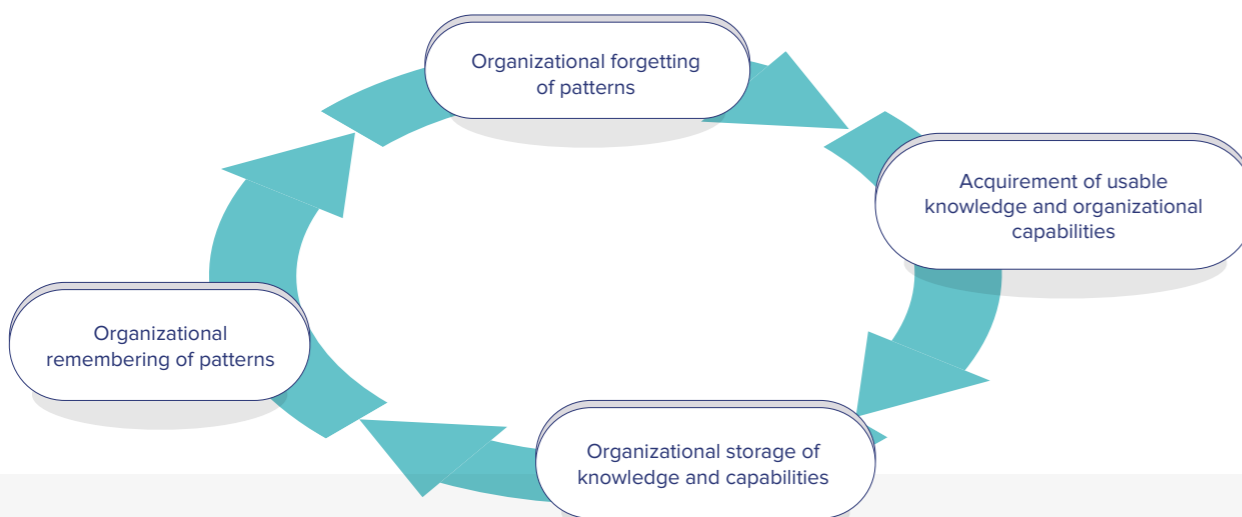 Organizational forgetting
of patterns
Acquirement of usable
knowledge and organizational
capabilities
Organizational
remembering of patterns
Organizational storage of
knowledge and capabilities